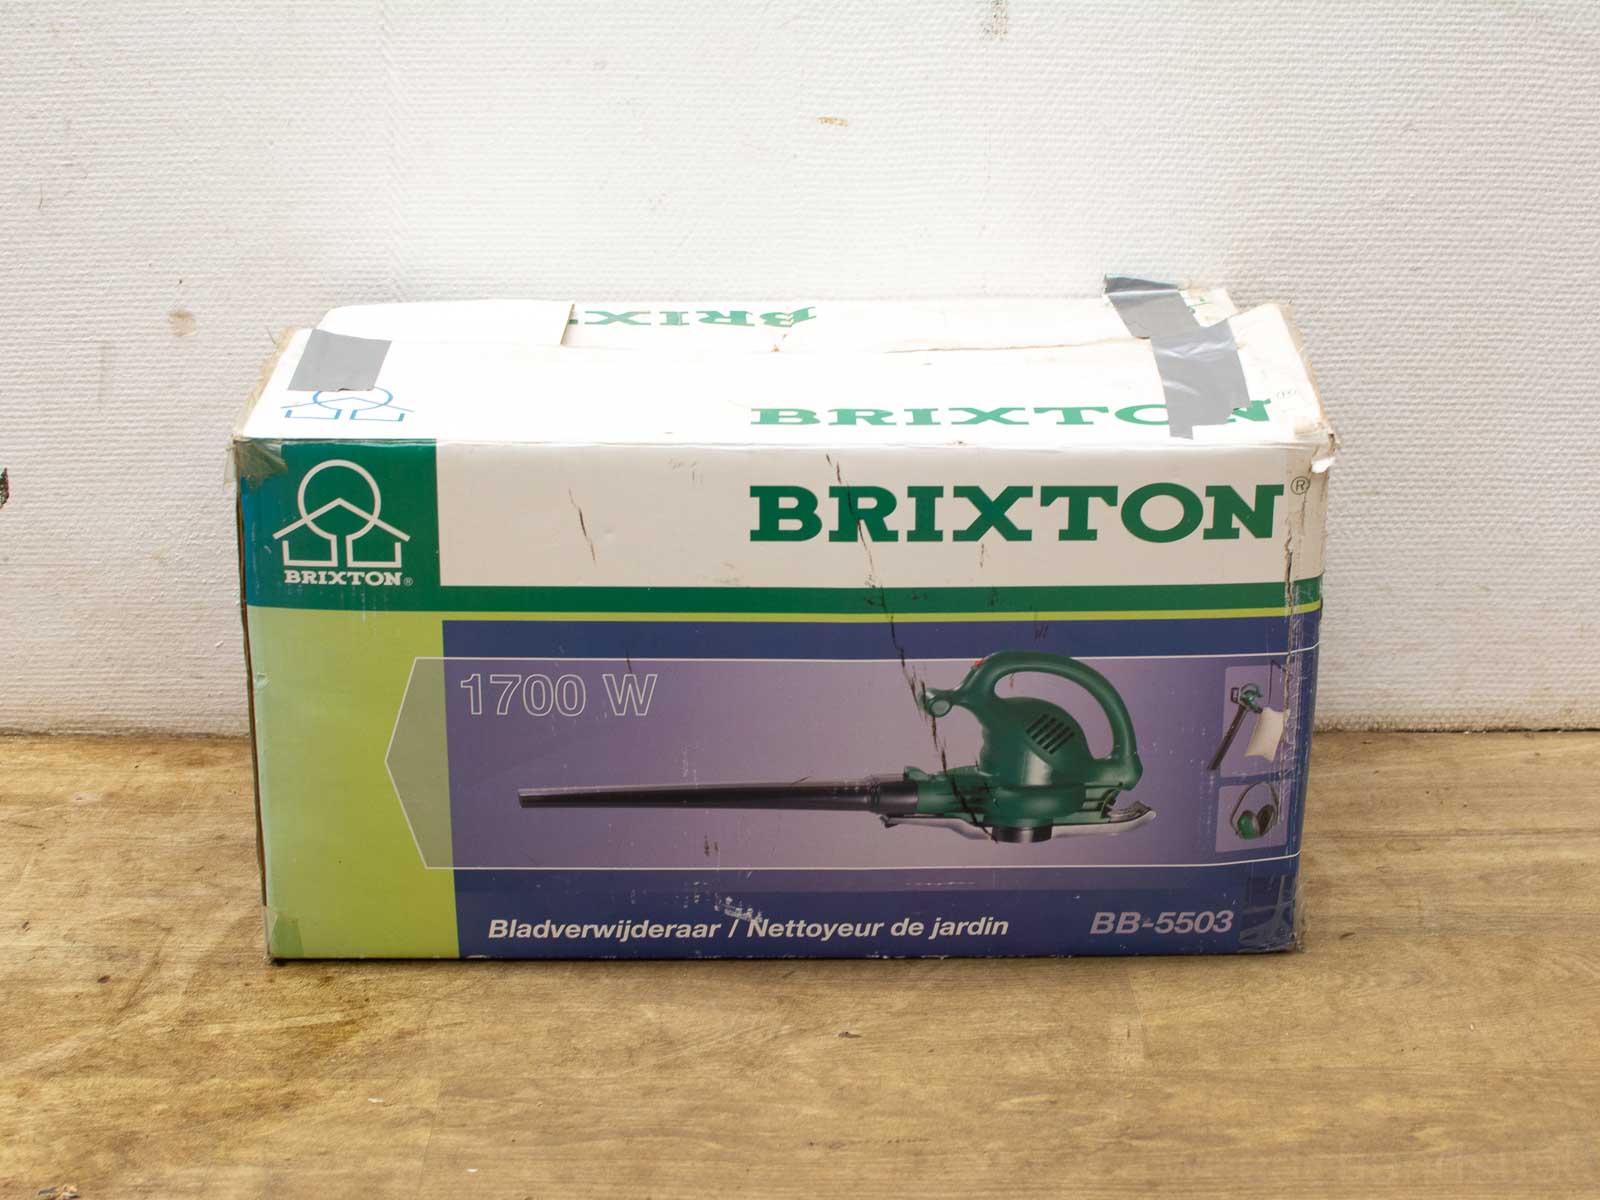 BRIXTON
BRIXTON
BRIXTON®
BRIXTON®
1700 W
Bladverwijderaar / Nettoyeur de jardin
BB-5503